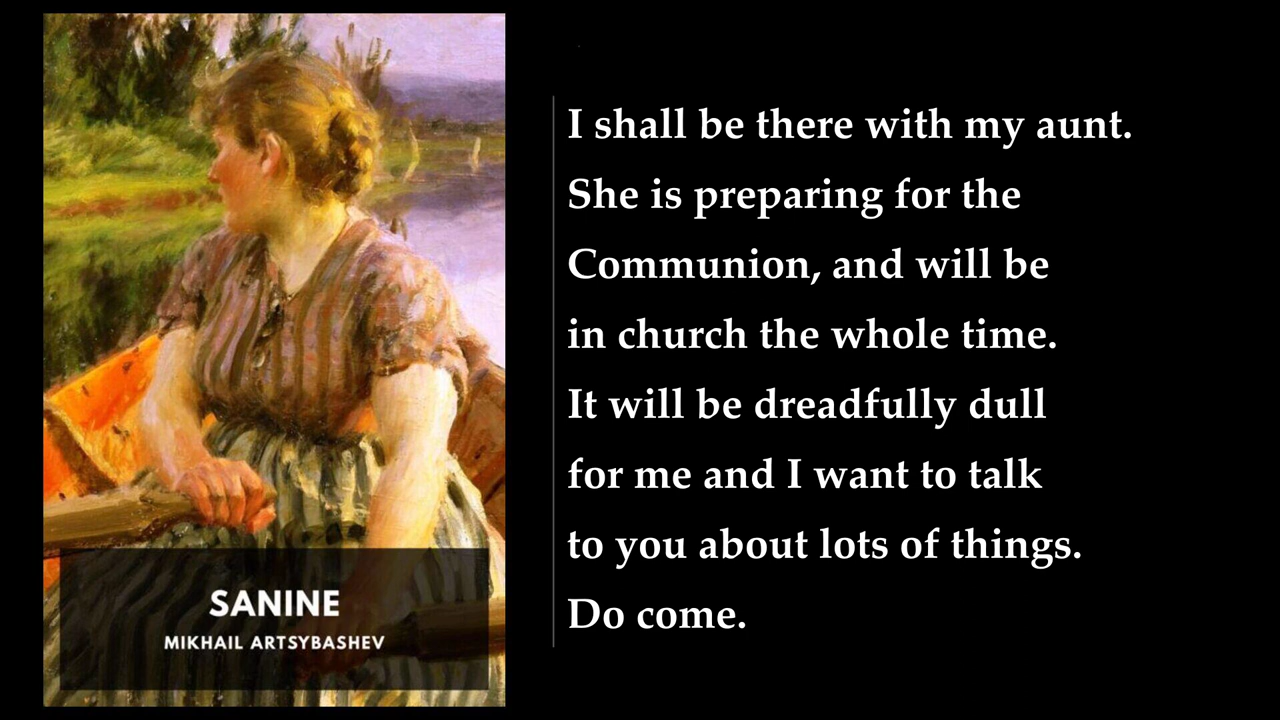 SANINE
MIKHAIL ARTSYBASHEV
I shall be there with my aunt.
She is preparing for the
Communion, and will be
in church the whole time.
It will be dreadfully dull
for me and I want to talk
to you about lots of things.
Do come.